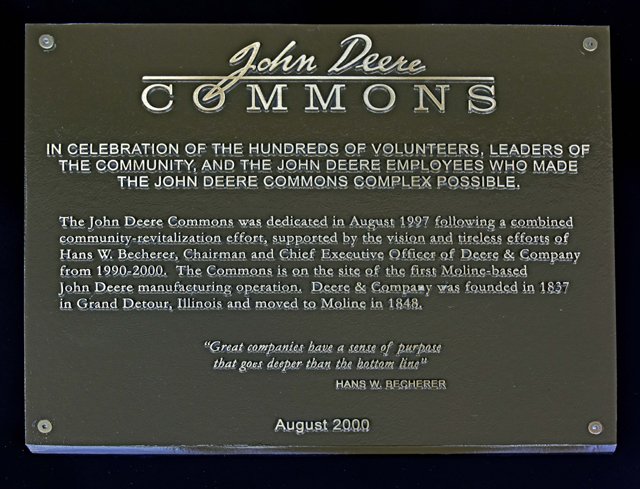 John Deere
COMMONS
IN CELEBRATION OF THE HUNDREDS OF VOLUNTEERS, LEADERS OF
THE COMMUNITY, AND THE JOHN DEERE EMPLOYEES WHO MADE
THE JOHN DEERE COMMONS COMPLEX POSSIBLE.
The John Deere Commons was dedicated in August 1997 following a combined
community-revitalization effort, supported by the vision and tireless efforts of
Hans W. Becherer, Chairman and Chief Executive Officer of Deere & Company
from 1990-2000. The Commons is on the site of the first Moline-based
John Deere manufacturing operation. Deere & Company was founded in 1837
in Grand Detour, Illinois and moved to Moline in 1848.
"Great companies have a sense of purpose
that goes deeper than the bottom line"
HANS W. BECHERER
August 2000